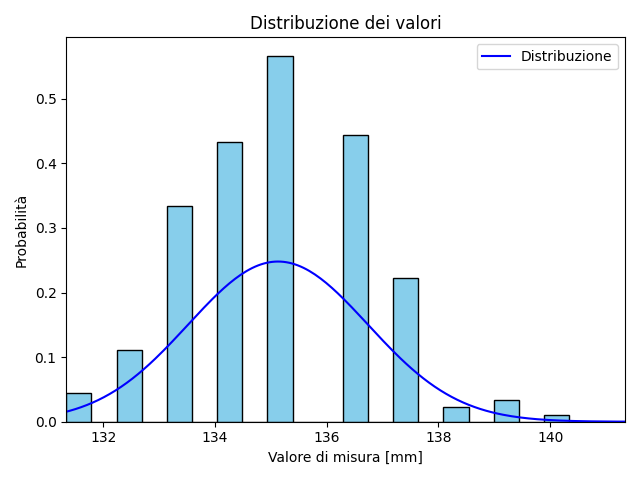 Distribuzione dei valori
Distribuzione
0.5
0.4
0.3
0.2
0.1
0.0
Probabilità
132 134 136 138 140
Valore di misura [mm]